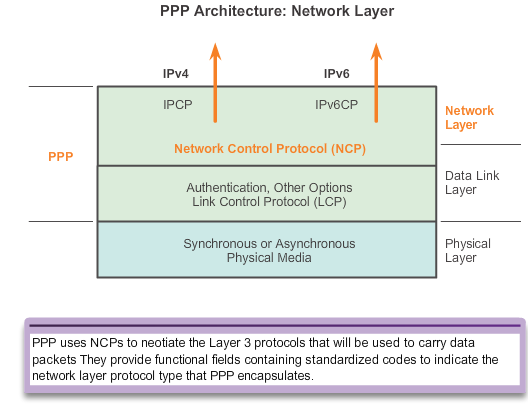 PPP Architecture: Network Layer
IPv4
IPv6
IPCP
IPv6CP
Network
Layer
Network Control Protocol (NCP)
PPP
Data Link
Layer
Authentication, Other Options
Link Control Protocol (LCP)
Synchronous or Asynchronous
Physical Media
Physical
Layer
PPP uses NCPs to neotiate the Layer 3 protocols that will be used to carry data
packets They provide functional fields containing standardized codes to indicate the
network layer protocol type that PPP encapsulates.